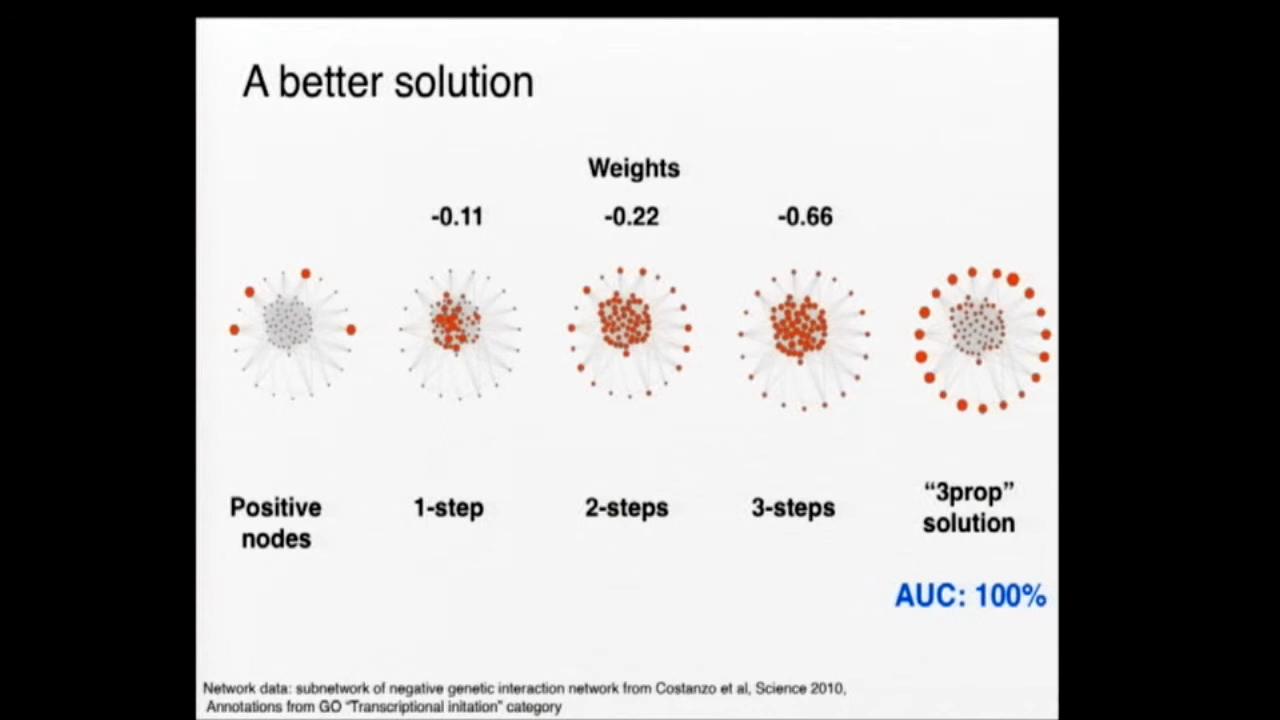 A better solution
Weights
-0.11
-0.22
-0.66
Positive
nodes
1-step
2-steps
3-steps
“3prop”
solution
AUC: 100%
Network data: subnetwork of negative genetic interaction network from Costanzo et al, Science 2010,
Annotations from GO “Transcriptional initation” category